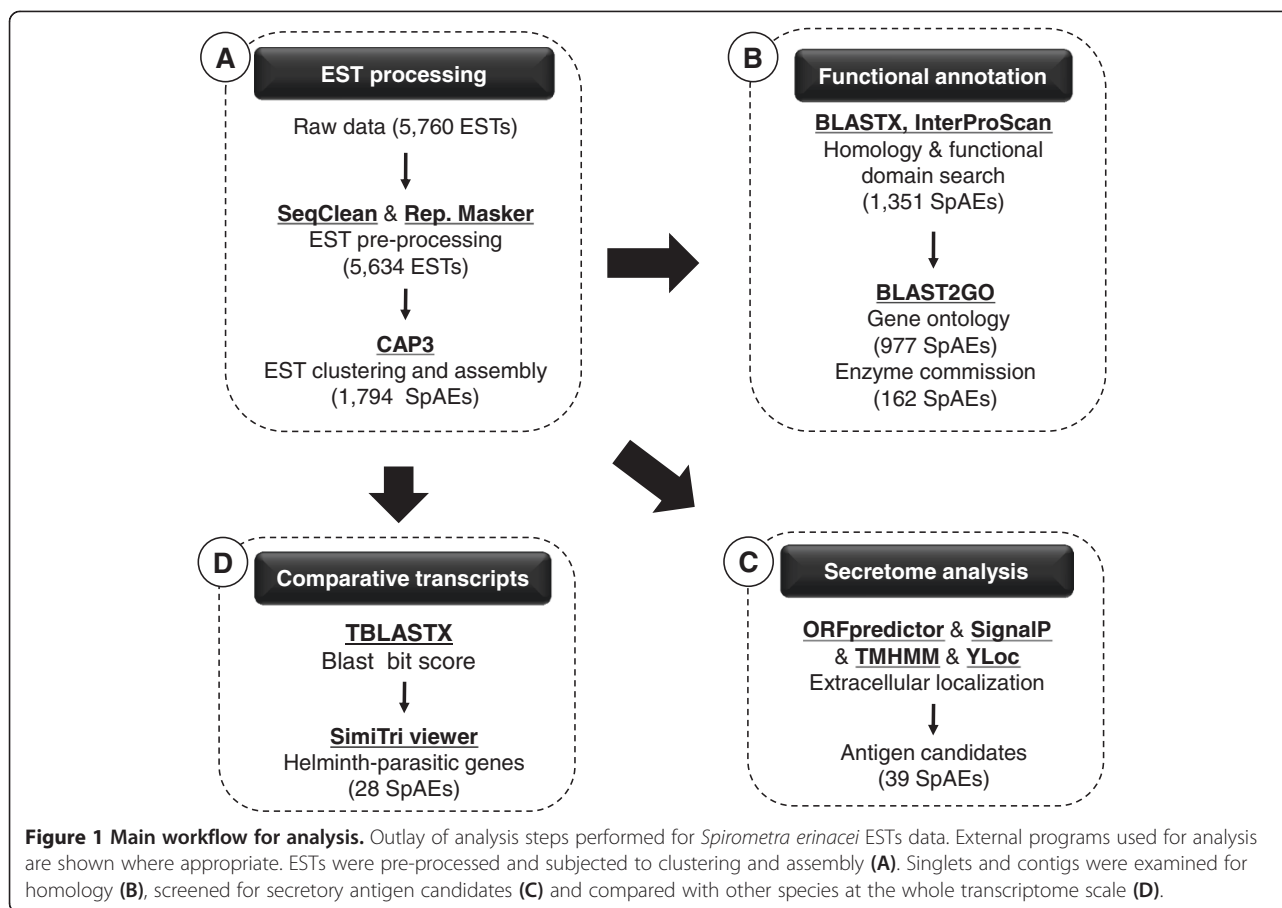 A
EST processing
Raw data (5,760 ESTs)
SeqClean & Rep. Masker
EST pre-processing
(5,634 ESTs)
CAP3
EST clustering and assembly
(1,794 SpAEs)
B
Functional annotation
BLASTX, InterProScan
Homology & functional
domain search
(1,351 SpAEs)
BLAST2GO
Gene ontology
(977 SpAEs)
Enzyme commission
(162 SpAEs)
D
Comparative transcripts
TBLASTX
Blast bit score
SimiTri viewer
Helminth-parasitic genes
(28 SpAEs)
C
Secretome analysis
ORFpredictor & SignalP
& TMHMM & YLoc
Extracellular localization
Antigen candidates
(39 SpAEs)
Figure 1 Main workflow for analysis. Outlay of analysis steps performed for Spirometra erinacei ESTs data. External programs used for analysis
are shown where appropriate. ESTs were pre-processed and subjected to clustering and assembly (A). Singlets and contigs were examined for
homology (B), screened for secretory antigen candidates (C) and compared with other species at the whole transcriptome scale (D).